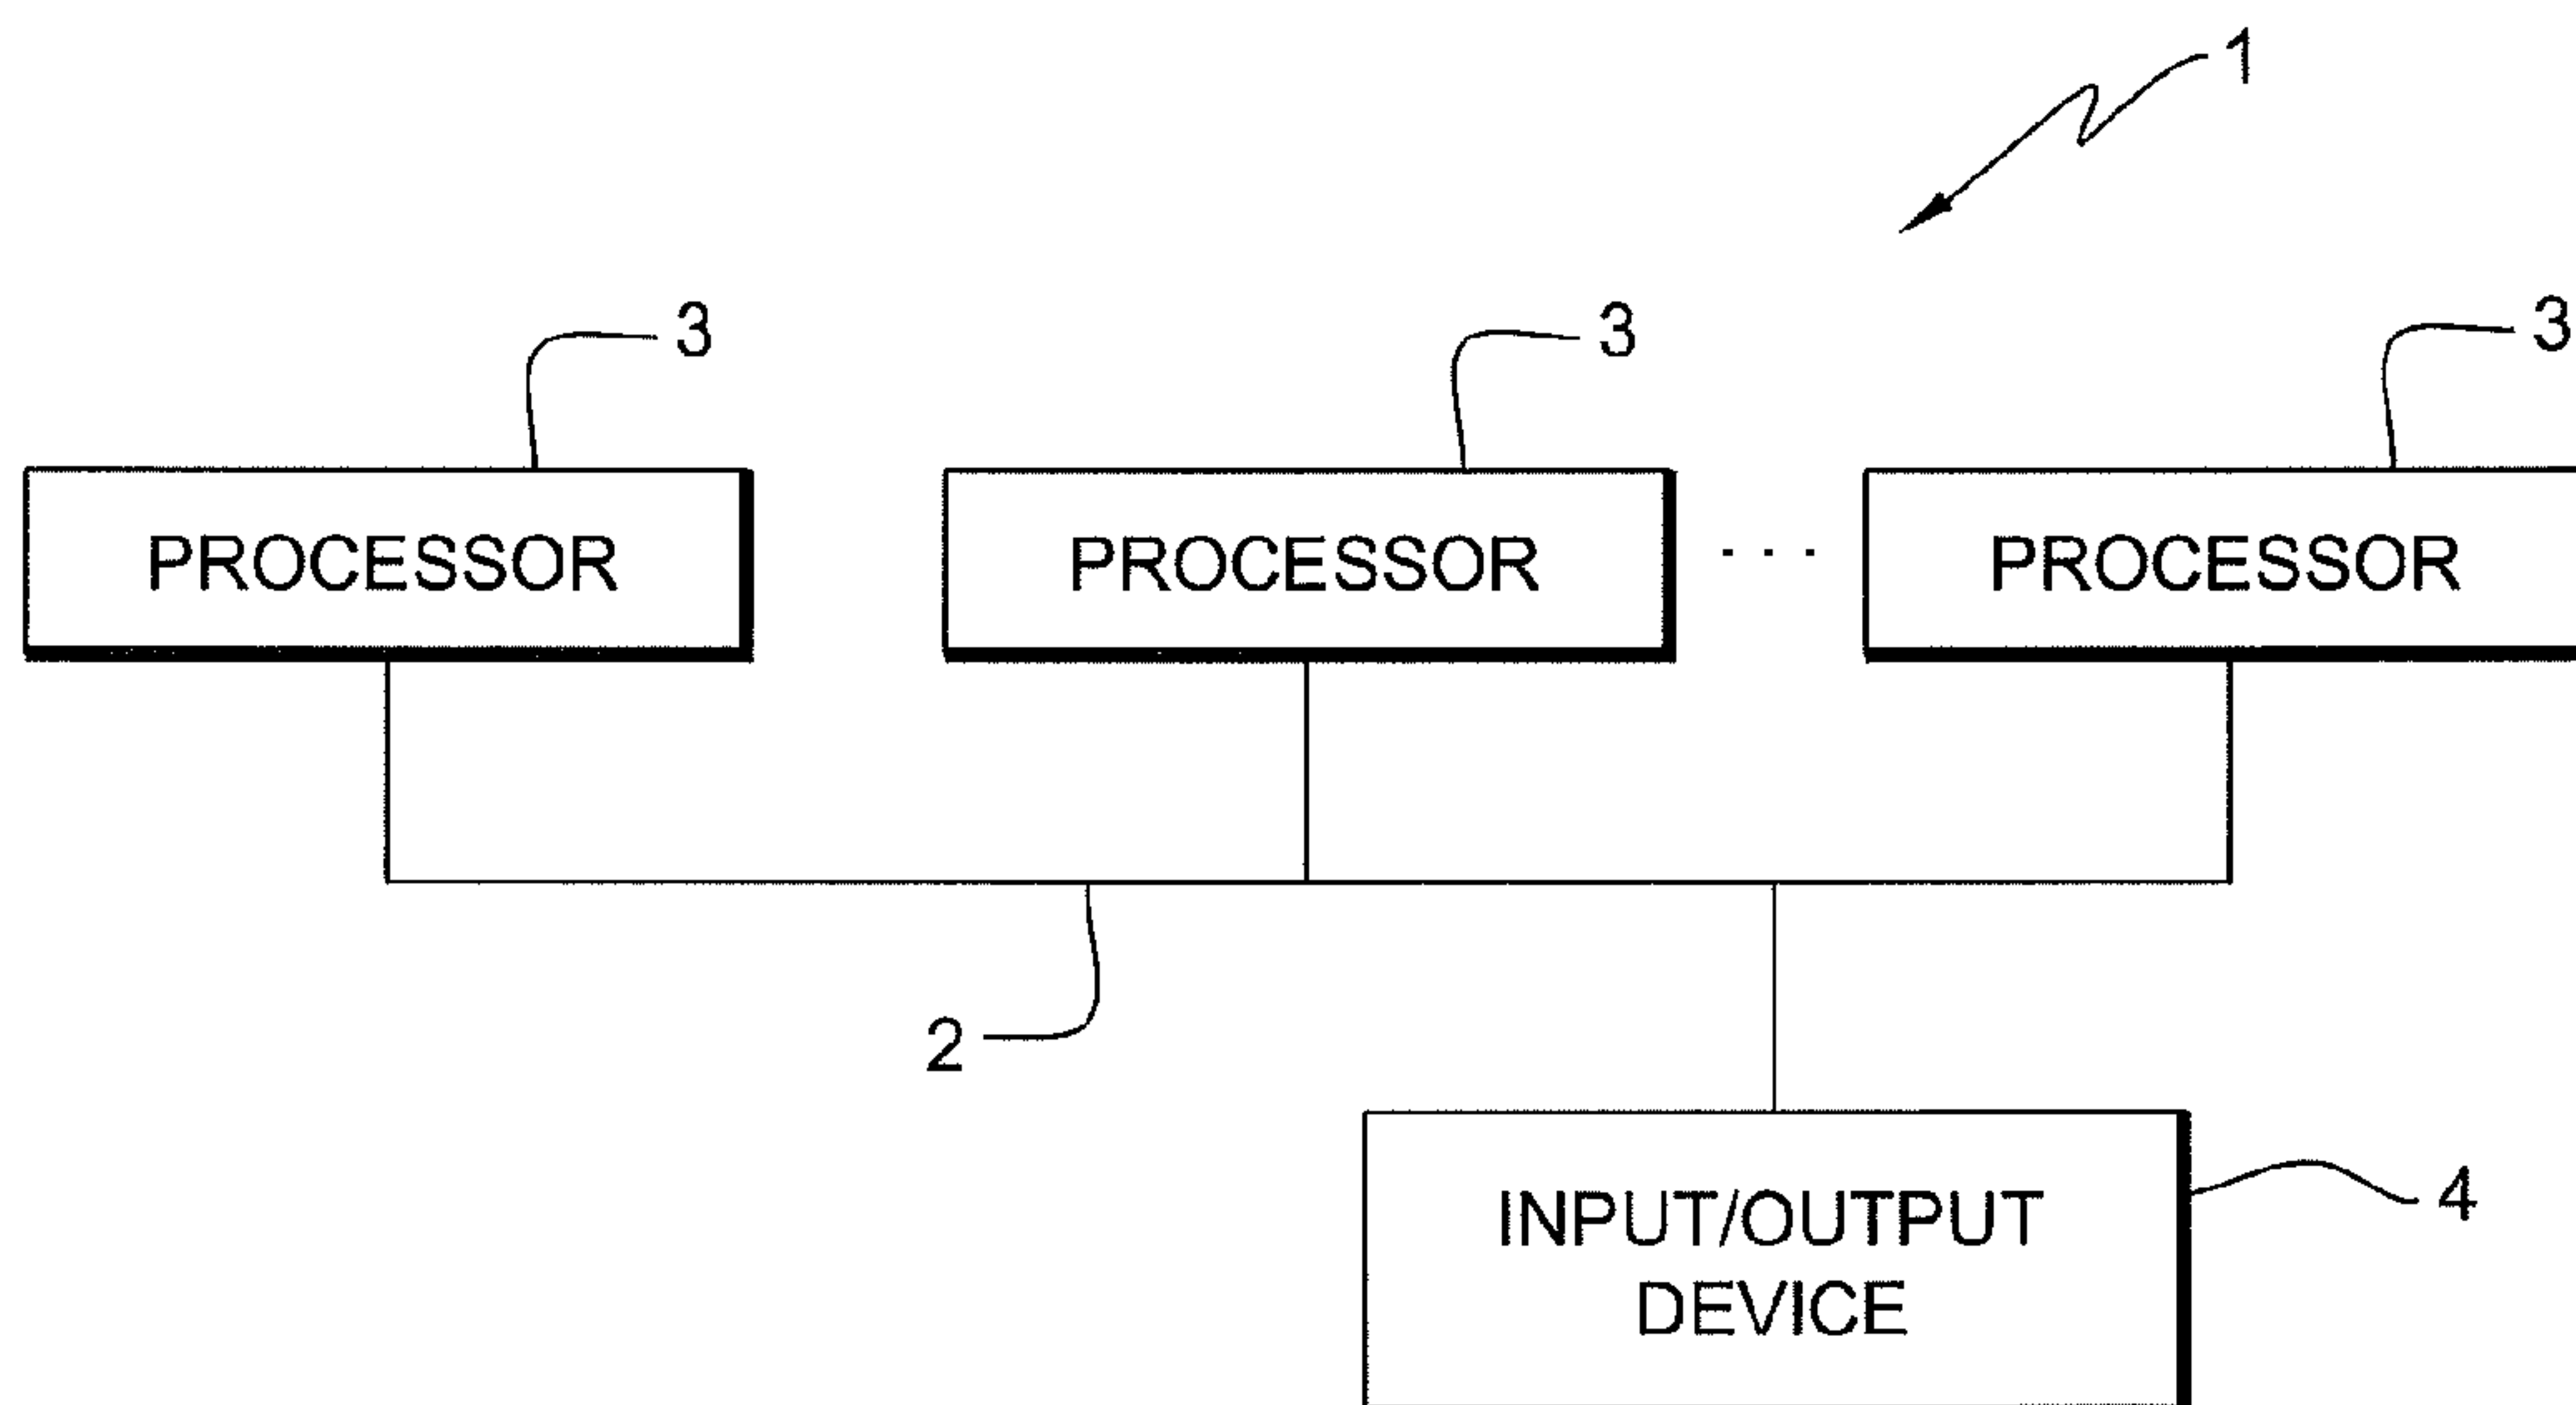 1
3 3 3
PROCESSOR PROCESSOR ... PROCESSOR
2
INPUT/OUTPUT
DEVICE
4